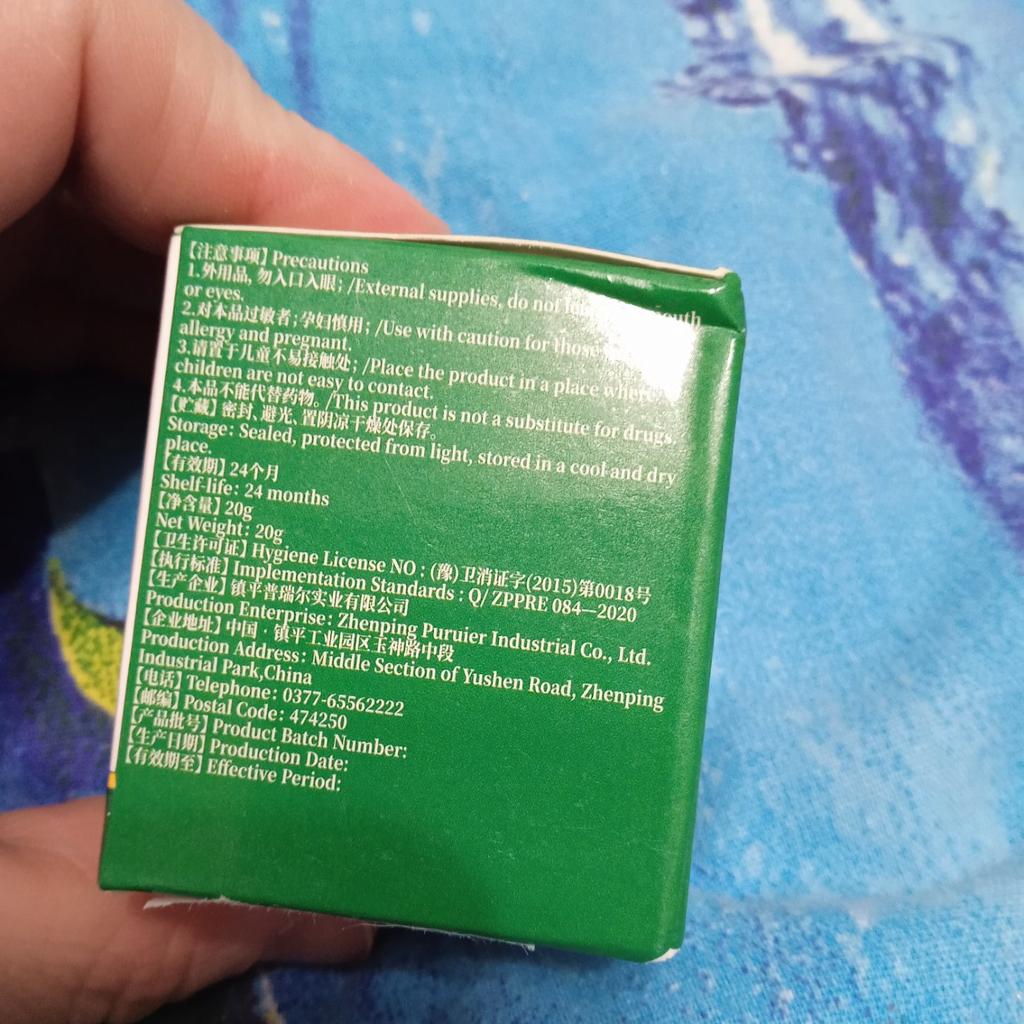 【注意事项】Precautions
1.外用品, 勿入口入眼; /External supplies, do not
or eyes.
2.对本品过敏者; 孕妇慎用; /Use with caution for those
allergy and pregnant.
3.请置于儿童不易接触处; /Place the product in a place where
children are not easy to contact.
4.本品不能代替药物。/This product is not a substitute for drugs.
【贮藏】密封、避光, 置阴凉干燥处保存。
Storage: Sealed, protected from light, stored in a cool and dry
place.
【有效期】24个月
Shelf-life: 24 months
【净含量】20g
Net Weight: 20g
【卫生许可证】Hygiene License NO : (豫)卫消证字(2015)第0018号
【执行标准】Implementation Standards : Q/ ZPPRE 084—2020
【生产企业】镇平普瑞尔实业有限公司
Production Enterprise: Zhenping Puruier Industrial Co., Ltd.
【企业地址】中国 · 镇平工业园区玉神路中段
Production Address: Middle Section of Yushen Road, Zhenping
Industrial Park,China
【电话】Telephone: 0377-65562222
【邮编】Postal Code: 474250
【产品批号】Product Batch Number:
【生产日期】Production Date:
【有效期至】Effective Period: